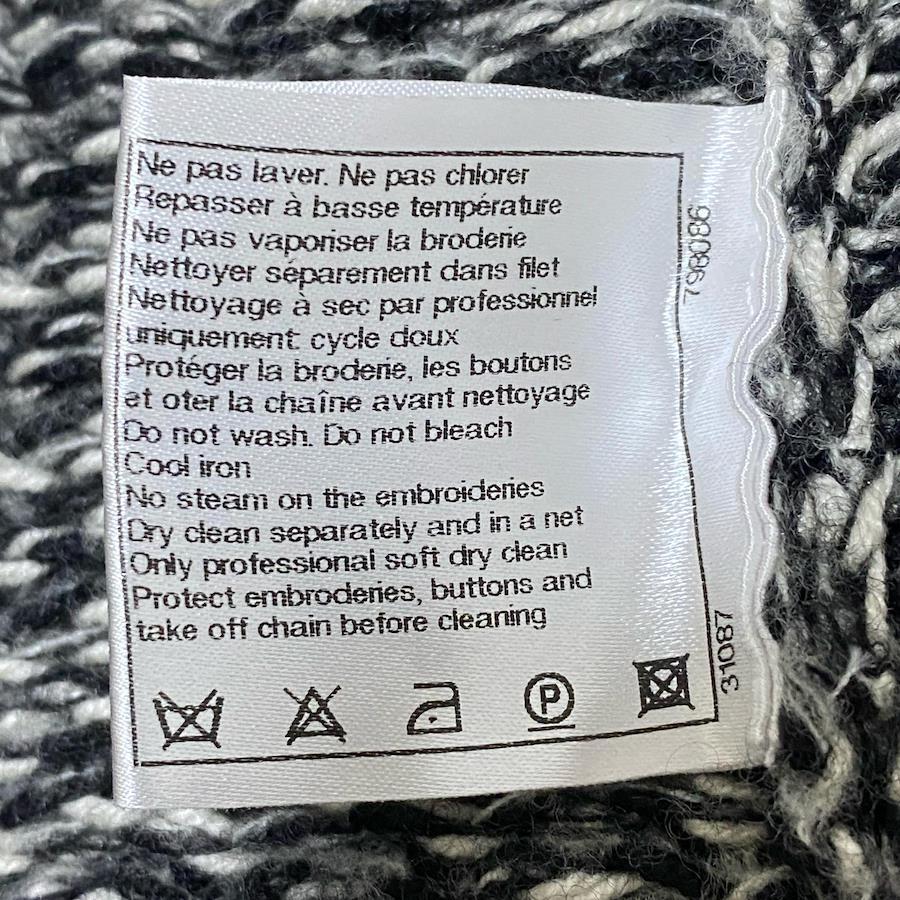 Ne pas laver. Ne pas chlorer
Repasser à basse température
Ne pas vaporiser la broderie
Nettoyer séparement dans filet
Nettoyage à sec par professionnel
uniquement cycle doux
Protéger la broderie, les boutons
et oter la chaîne avant nettoyage
Do not wash. Do not bleach
Cool iron
No steam on the embroideries
Dry clean separately and in a net
Only professional soft dry clean
Protect embroderies, buttons and
take off chain before cleaning
P
798086
31087